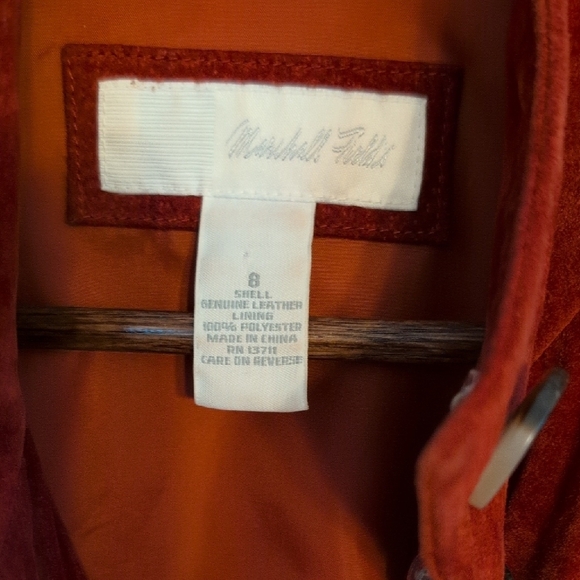 Marshall Field's
8
SHELL
GENUINE LEATHER
LINING
100% POLYESTER
MADE IN CHINA
RN 13711
CARE ON REVERSE